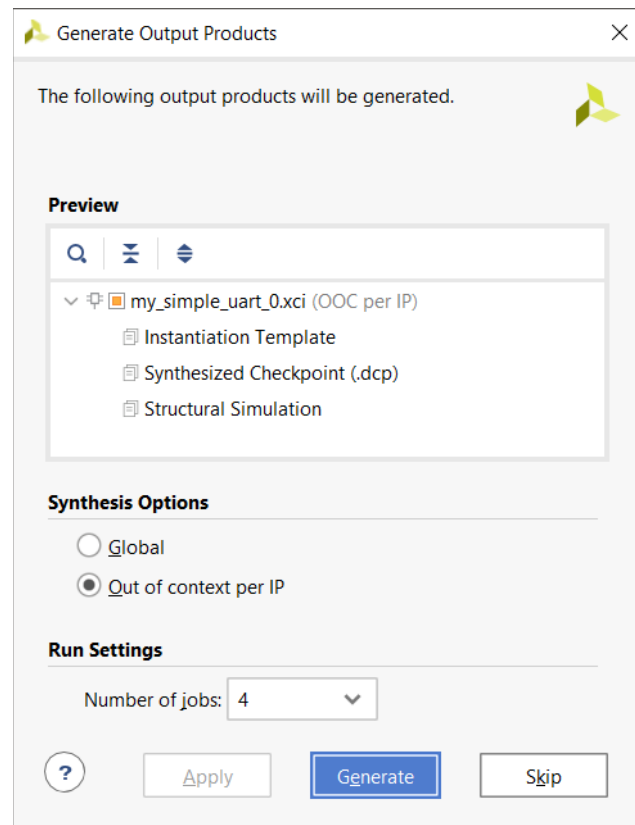 Generate Output Products
The following output products will be generated.
Preview
my_simple_uart_0.xci (OOC per IP)
Instantiation Template
Synthesized Checkpoint (.dcp)
Structural Simulation
Synthesis Options
Global
Out of context per IP
Run Settings
Number of jobs: 4
? Apply Generate Skip